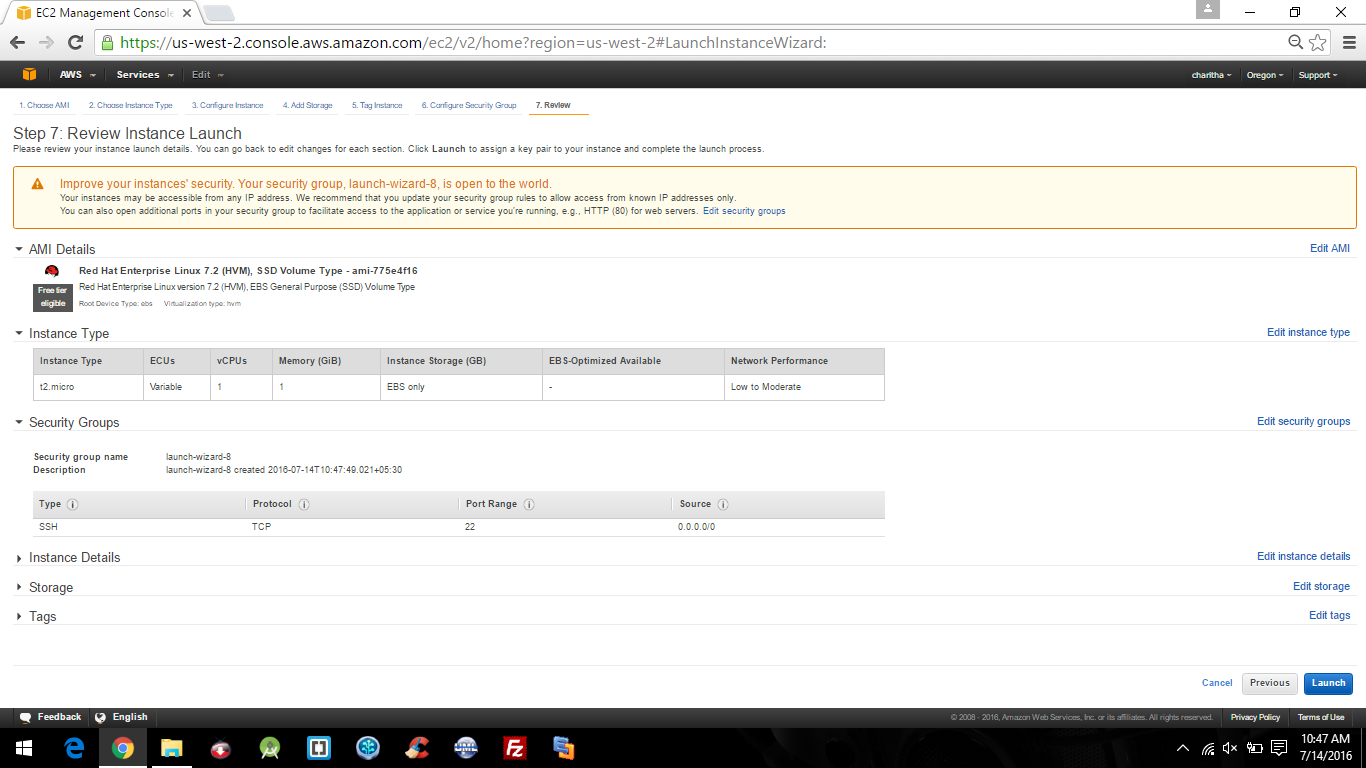 EC2 Management Consol
https://us-west-2.console.aws.amazon.com/ec2/v2/home?region=us-west-2#LaunchInstanceWizard:
AWS Services Edit charitha Oregon Support
1. Choose AMI 2. Choose Instance Type 3. Configure Instance 4. Add Storage 5. Tag Instance 6. Configure Security Group 7. Review
Step 7: Review Instance Launch
Please review your instance launch details. You can go back to edit changes for each section. Click Launch to assign a key pair to your instance and complete the launch process.
Improve your instances' security. Your security group, launch-wizard-8, is open to the world.
Your instances may be accessible from any IP address. We recommend that you update your security group rules to allow access from known IP addresses only.
You can also open additional ports in your security group to facilitate access to the application or service you're running, e.g., HTTP (80) for web servers. Edit security groups
AMI Details Edit AMI
Red Hat Enterprise Linux 7.2 (HVM), SSD Volume Type - ami-775e4f16
Free tier eligible
Red Hat Enterprise Linux version 7.2 (HVM), EBS General Purpose (SSD) Volume Type
Root Device Type: ebs Virtualization type: hvm
Instance Type Edit instance type
Instance Type ECUs vCPUs Memory (GiB) Instance Storage (GB) EBS-Optimized Available Network Performance
t2.micro Variable 1 1 EBS only - Low to Moderate
Security Groups Edit security groups
Security group name launch-wizard-8
Description launch-wizard-8 created 2016-07-14T10:47:49.021+05:30
Type i Protocol i Port Range i Source i
SSH TCP 22 0.0.0.0/0
Instance Details Edit instance details
Storage Edit storage
Tags Edit tags
Cancel Previous Launch
Feedback English © 2008 - 2016, Amazon Web Services, Inc. or its affiliates. All rights reserved. Privacy Policy Terms of Use
10:47 AM
7/14/2016